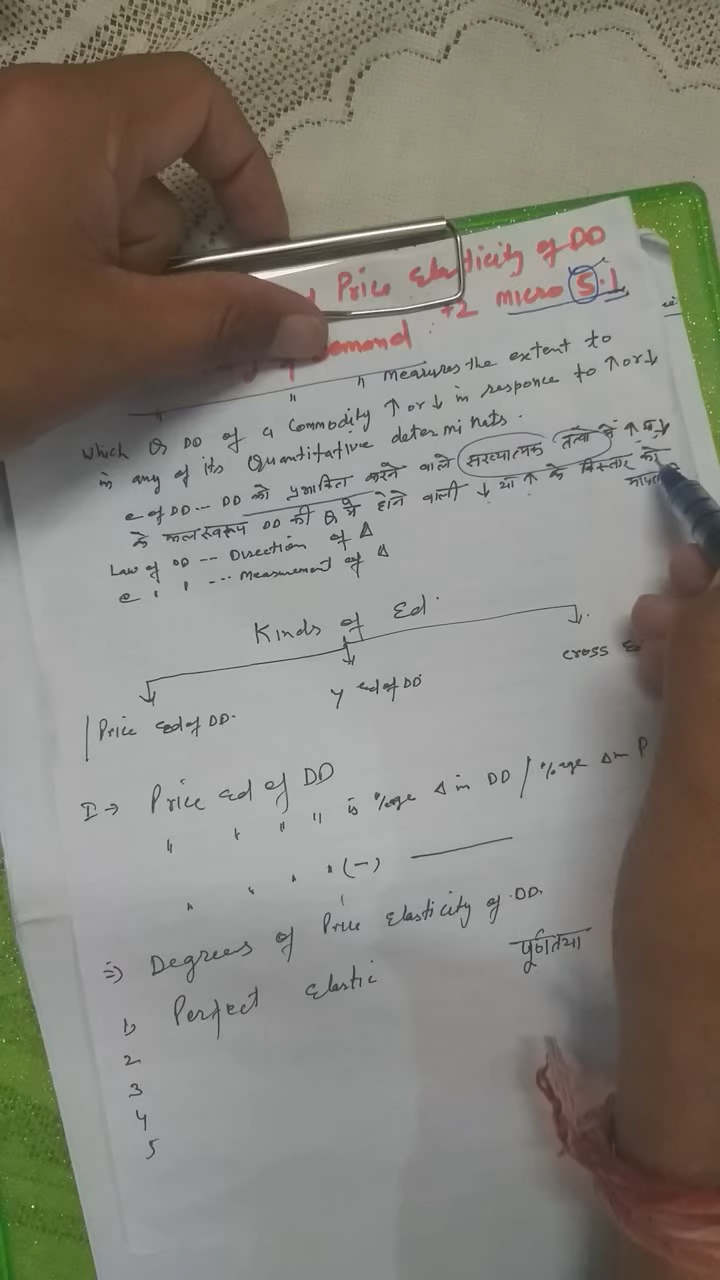 Price Elasticity of DD
of Demand +2 micro 5.1
" " " Measures the extent to
which Q DD of a Commodity ↑ or ↓ in responce to ↑ or ↓
in any of its Quantitative determinats.
e of DD -- DD को प्रभावित करने वाले सख्यात्मक तत्वो में ↑ या ↓
के फलस्वरूप DD की Q में होने वाली ↓ या ↑ के विस्तार को
Law of DD -- Direction of Δ
e " " --- Measurement of Δ
Kinds of Ed.
Price ed of DD.
y ed of DD
cross
I → Price ed of DD
" " " " is %age Δ in DD / %age Δ in P
" " " " (-)
⇒ Degrees of Price Elasticity of DD.
1) Perfect elastic पूर्णतया
2
3
4
5